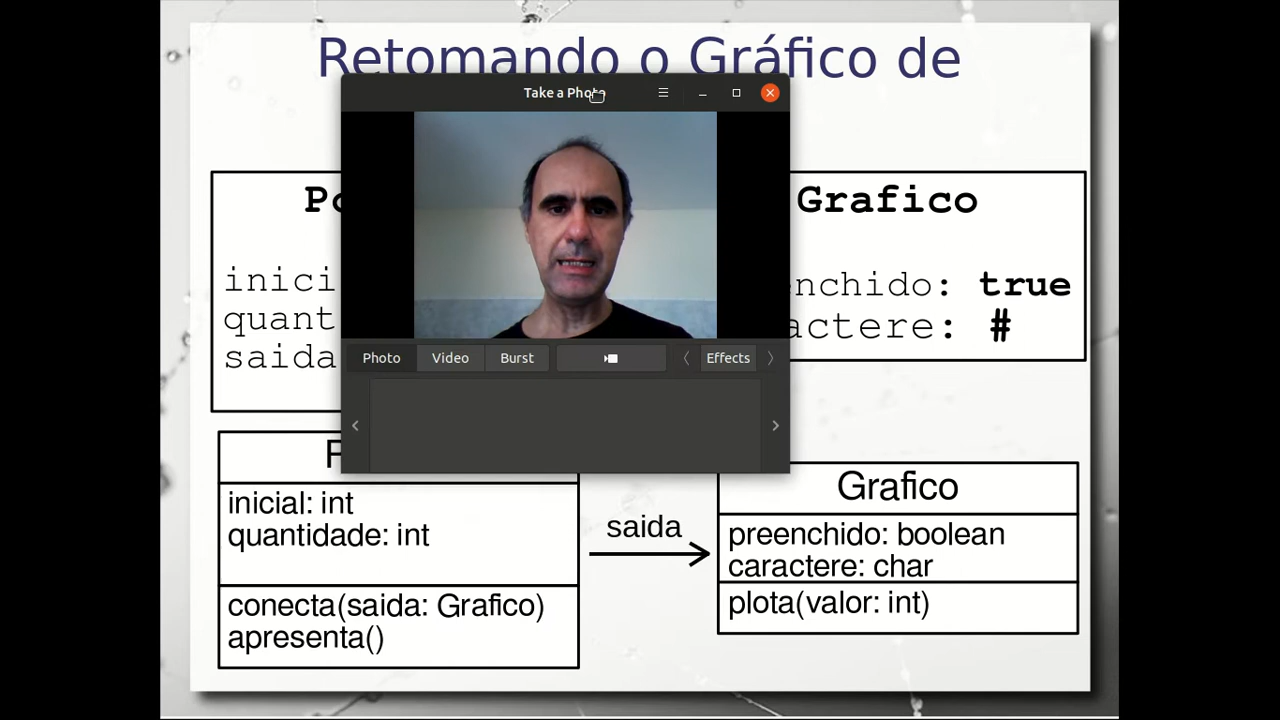 Retomando o Gráfico de
Take a Photo
Grafico
inici
enchido: true
quant
actere: #
saida
Photo
Video
Burst
Effects
inicial: int
quantidade: int
conecta(saida: Grafico)
apresenta()
saida
Grafico
preenchido: boolean
caractere: char
plota(valor: int)